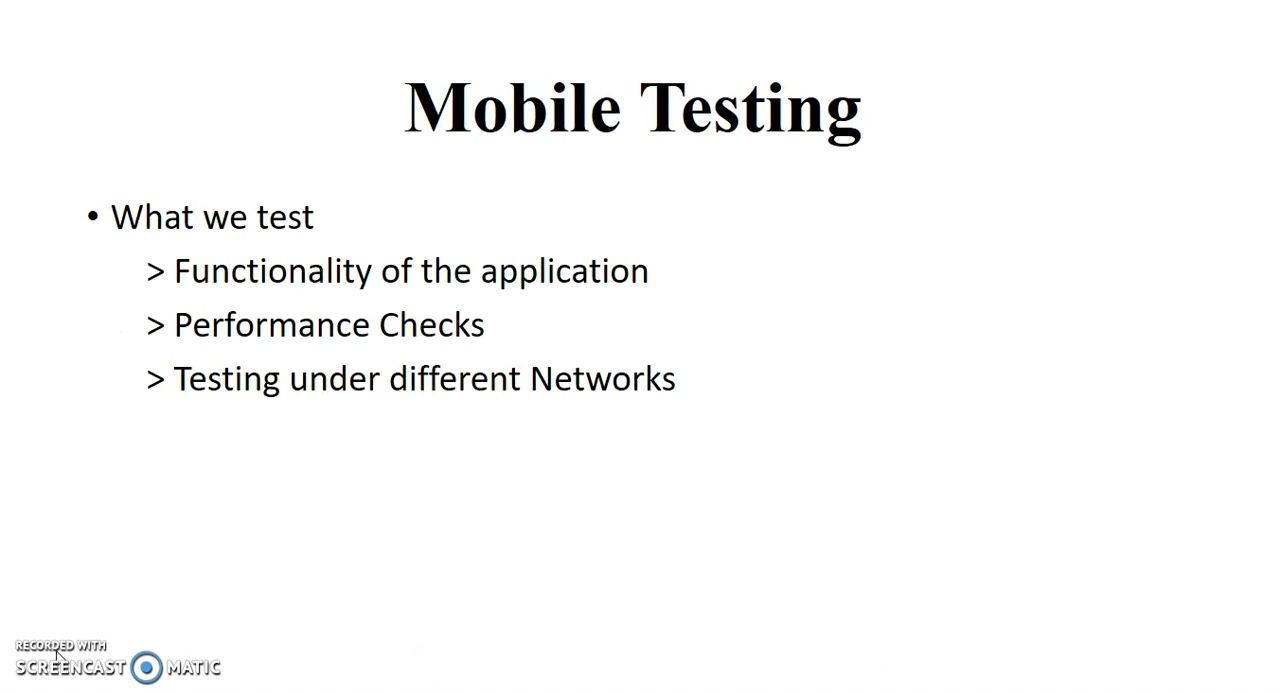 Mobile Testing
• What we test
> Functionality of the application
> Performance Checks
> Testing under different Networks
RECORDED WITH
SCREENCAST MATIC